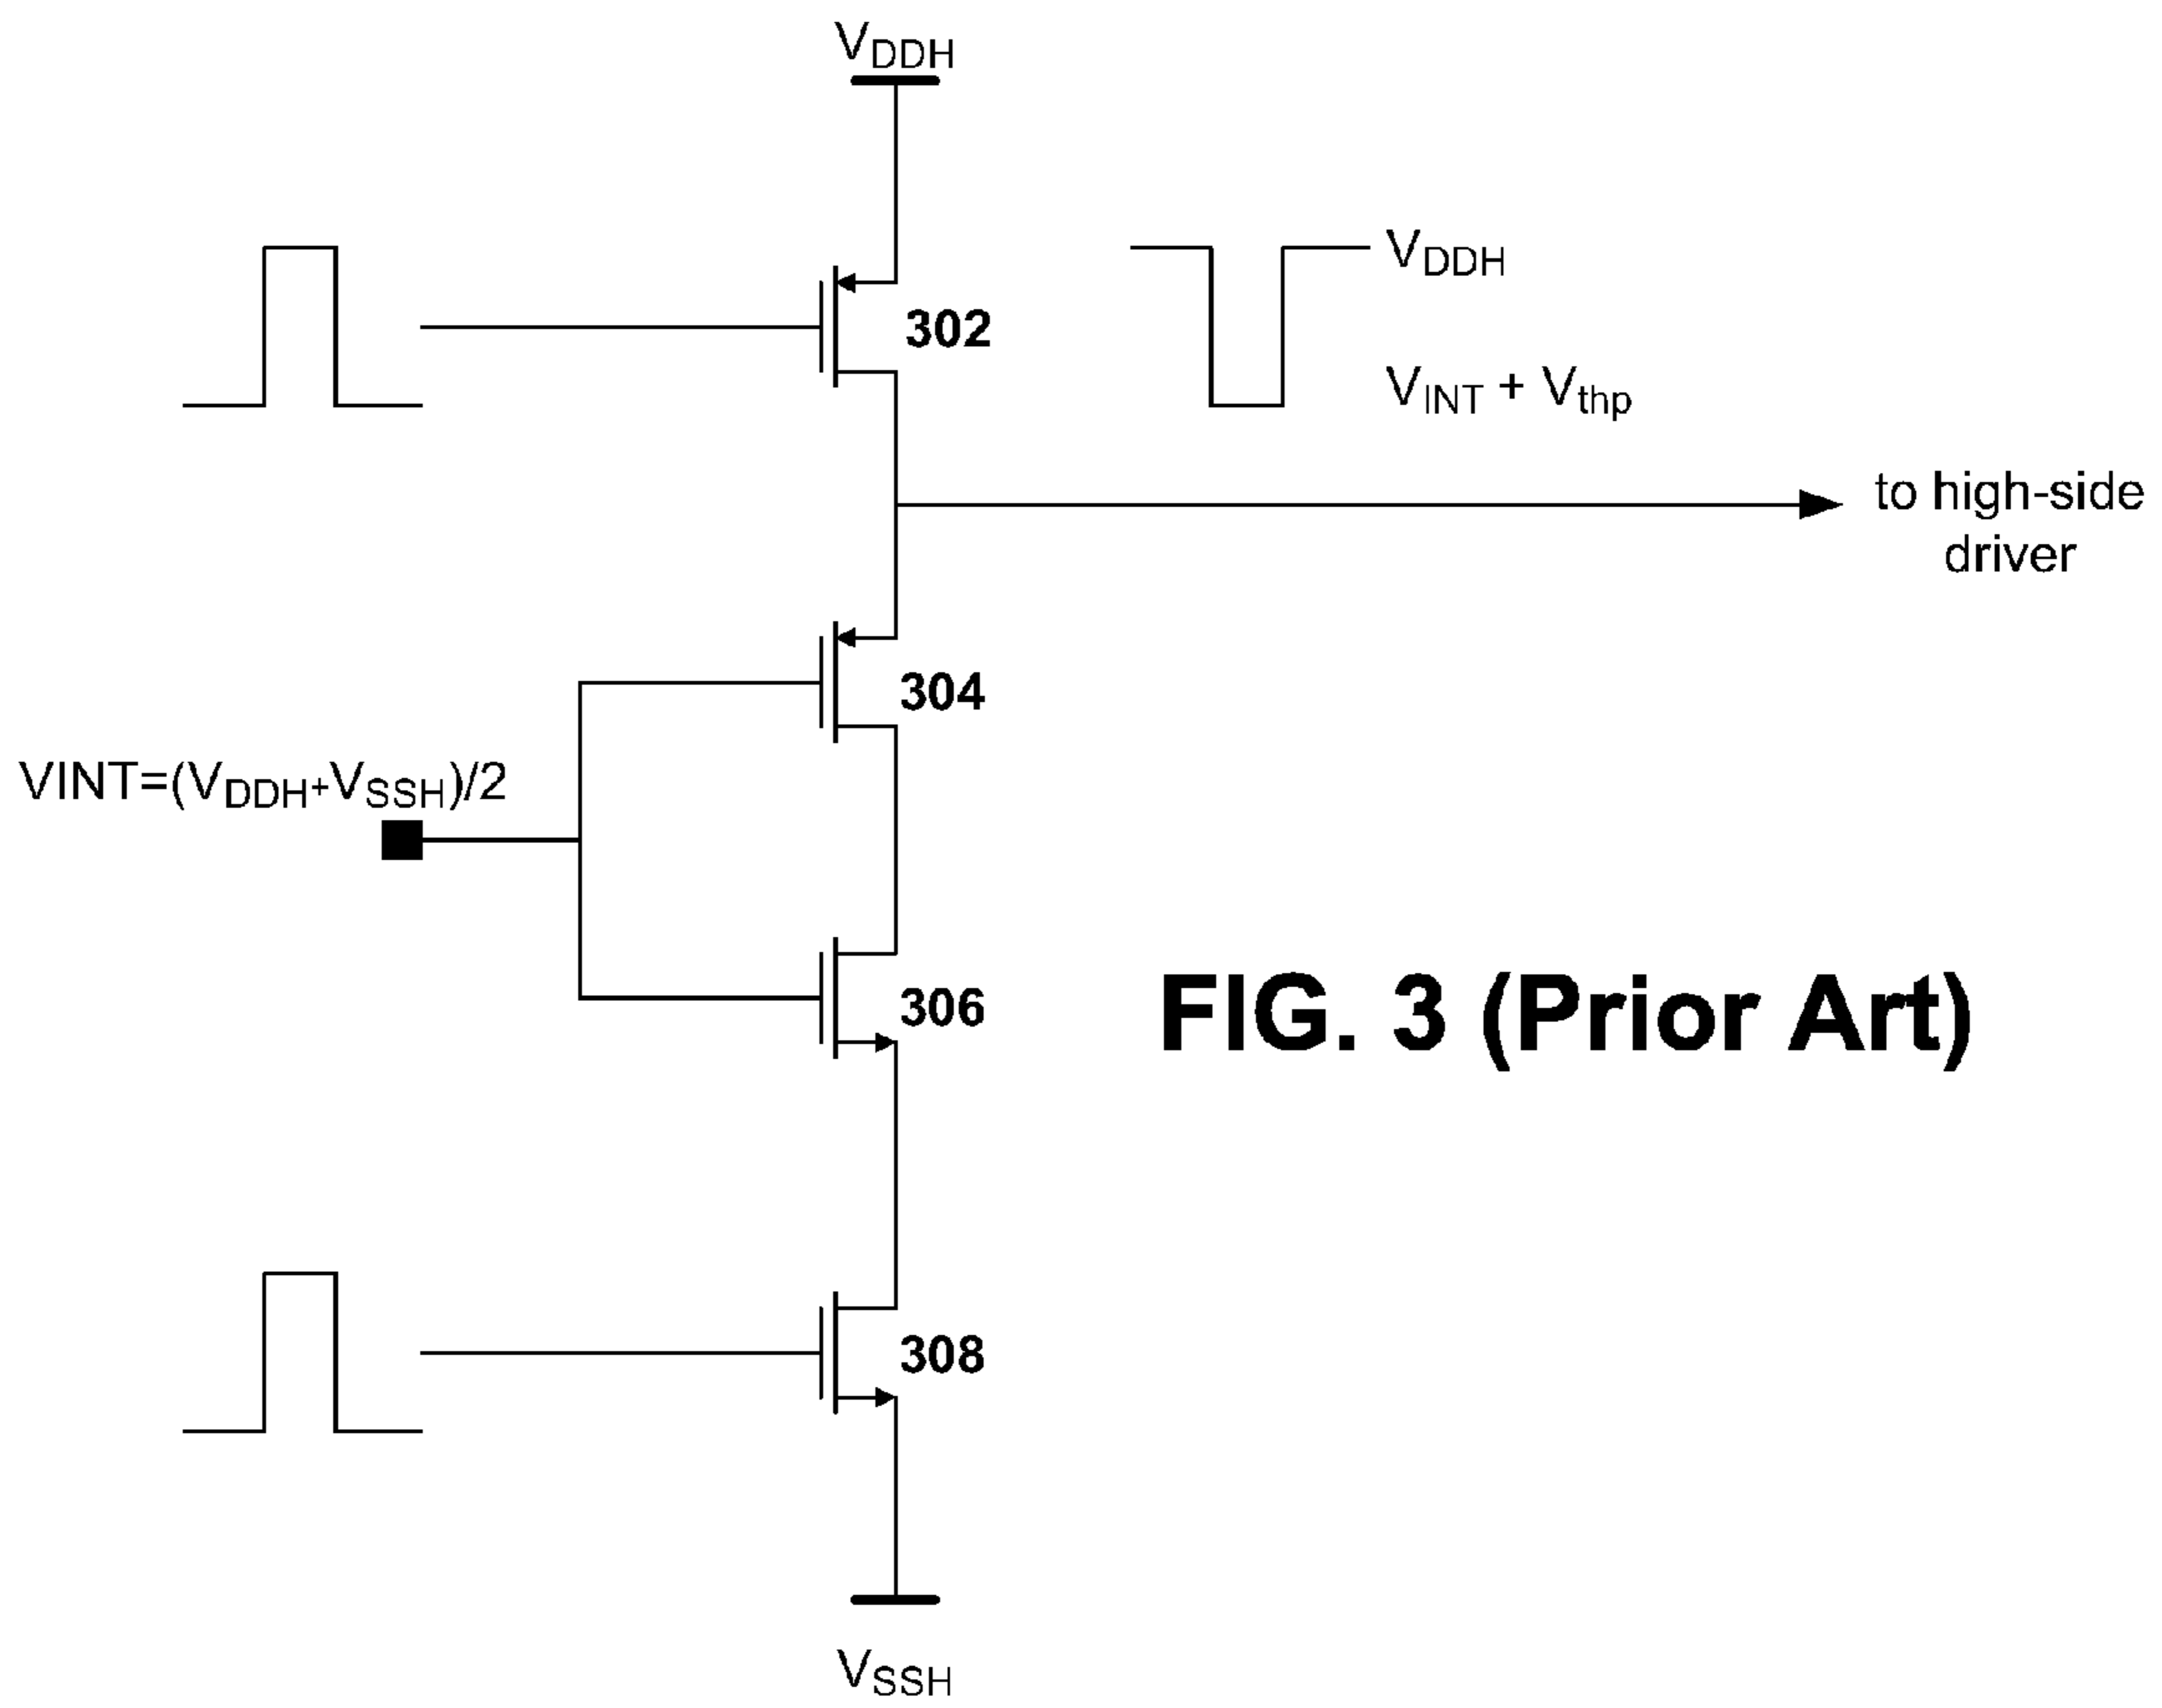 VDDH
302
VDDH
VINT + Vthp
to high-side
driver
304
VINT=(VDDH+VSSH)/2
306
FIG. 3 (Prior Art)
308
VSSH